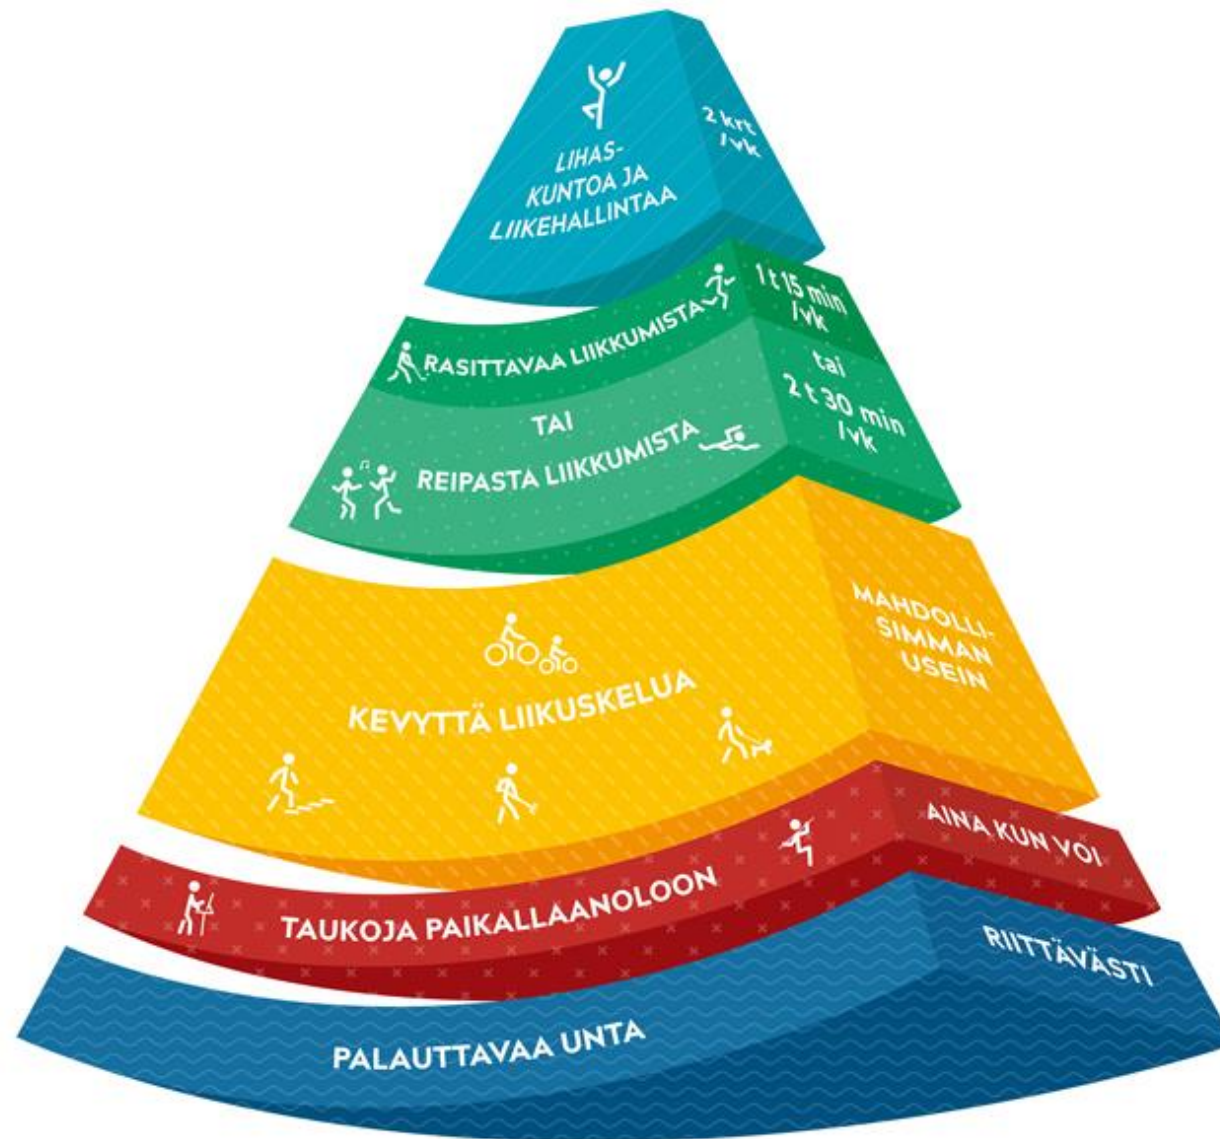 LIHAS-
KUNTOA JA
LIIKEHALLINTAA
2 krt
/vk
RASITTAVAA LIIKKUMISTA
1 t 15 min
/vk
TAI
REIPASTA LIIKKUMISTA
tai
2 t 30 min
/vk
KEVYTTÄ LIIKUSKELUA
MAHDOLLI-
SIMMAN
USEIN
TAUKOJA PAIKALLAANOLOON
AINA KUN VOI
PALAUTTAVAA UNTA
RIITTÄVÄSTI